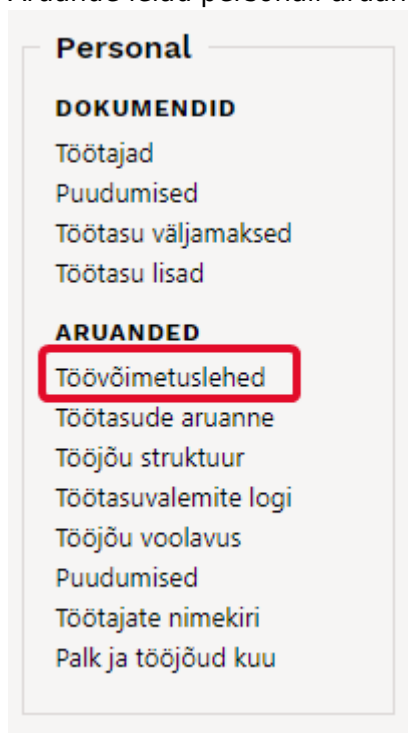 Personal
DOKUMENDID
Töötajad
Puudumised
Töötasu väljamaksed
Töötasu lisad
ARUANDED
Töövõimetuslehed
Töötasude aruanne
Tööjõu struktuur
Töötasuvalemite logi
Tööjõu voolavus
Puudumised
Töötajate nimekiri
Palk ja tööjõud kuu